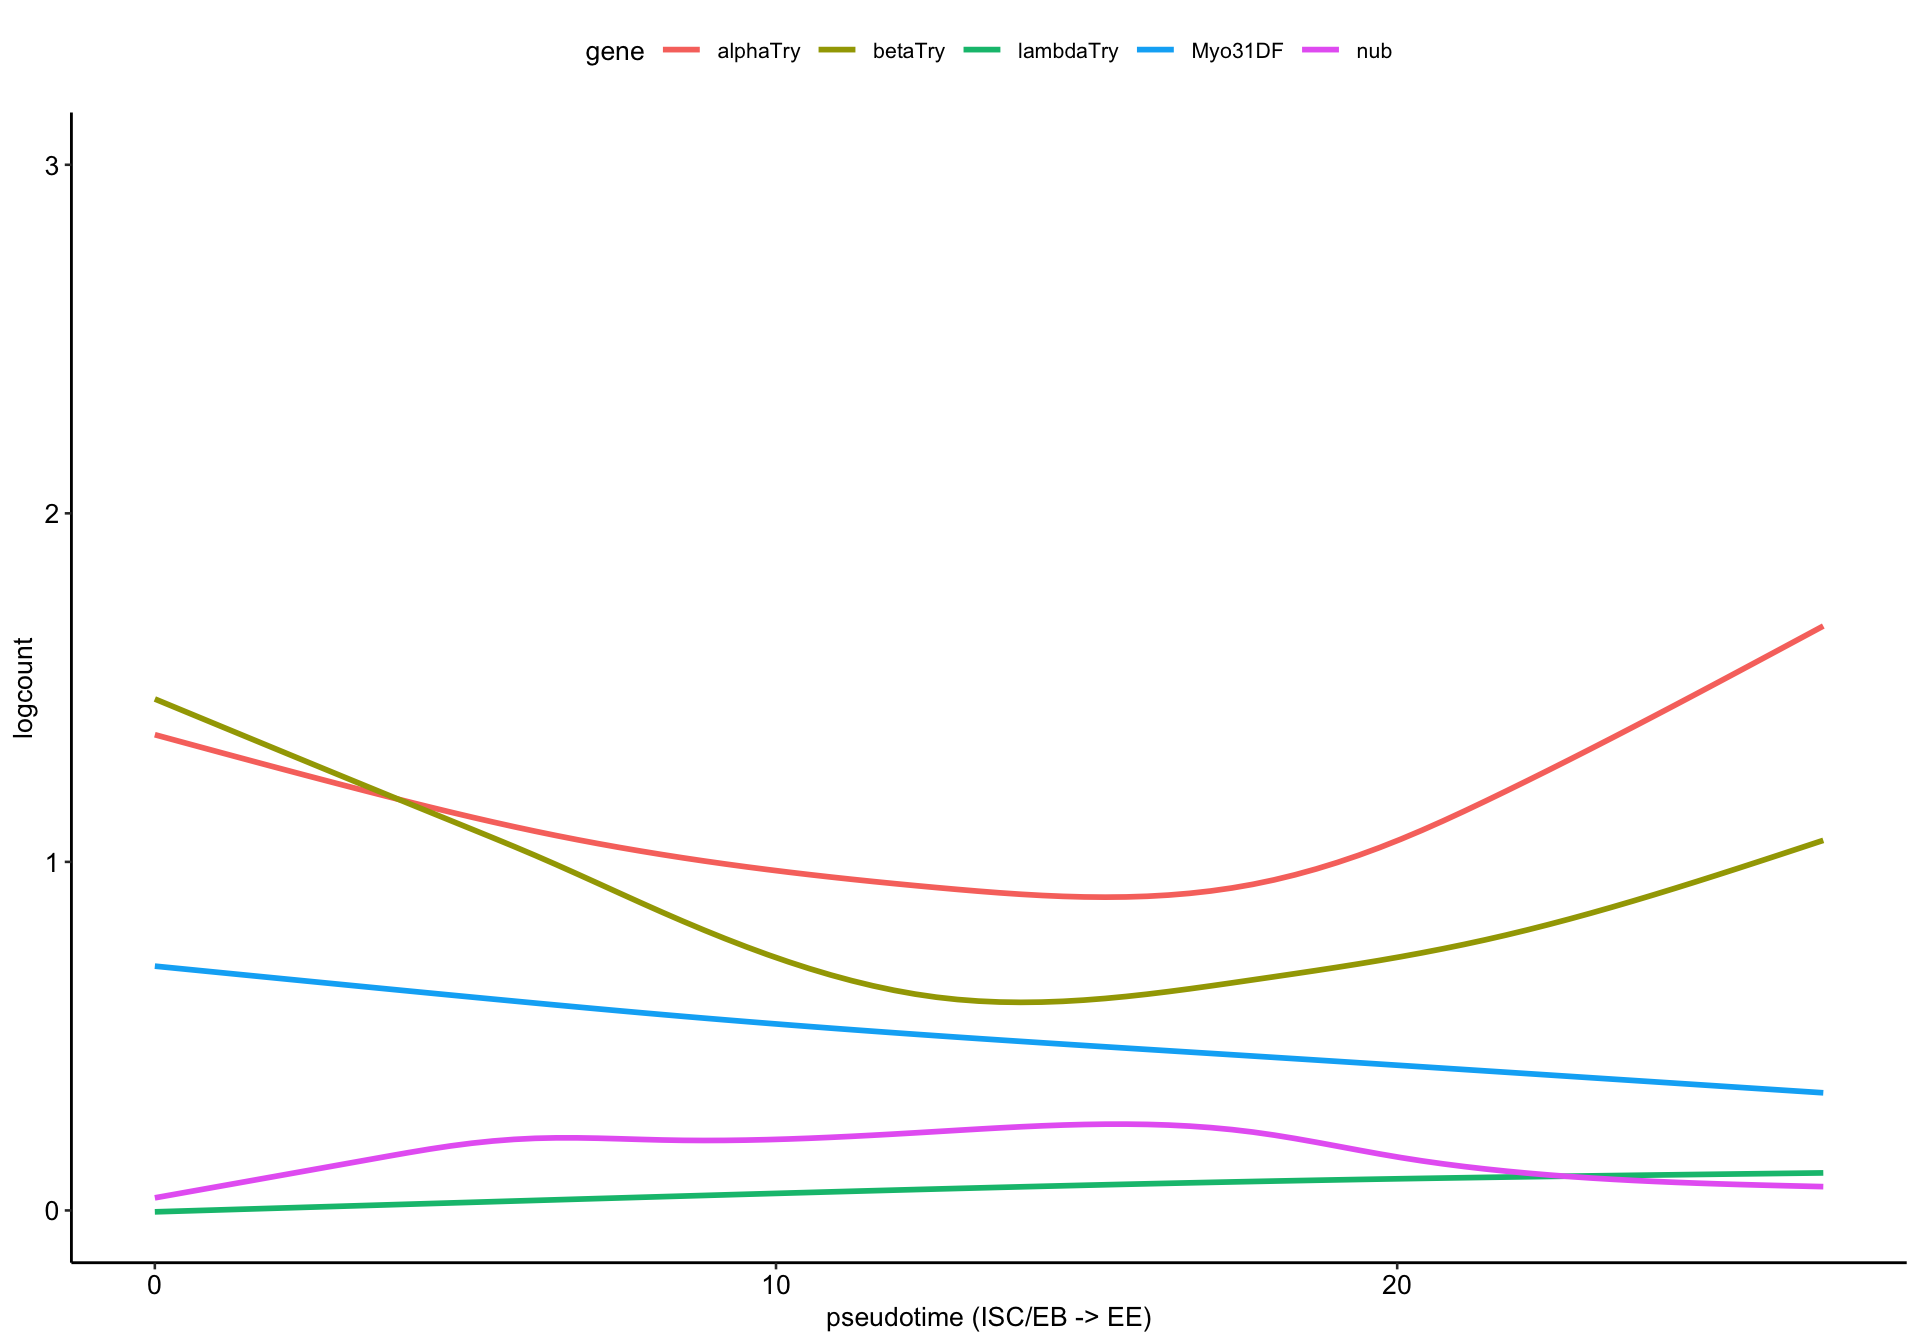 gene alphaTry betaTry lambdaTry Myo31DF nub
3
2
1
0
logcount
0 10 20
pseudotime (ISC/EB -> EE)